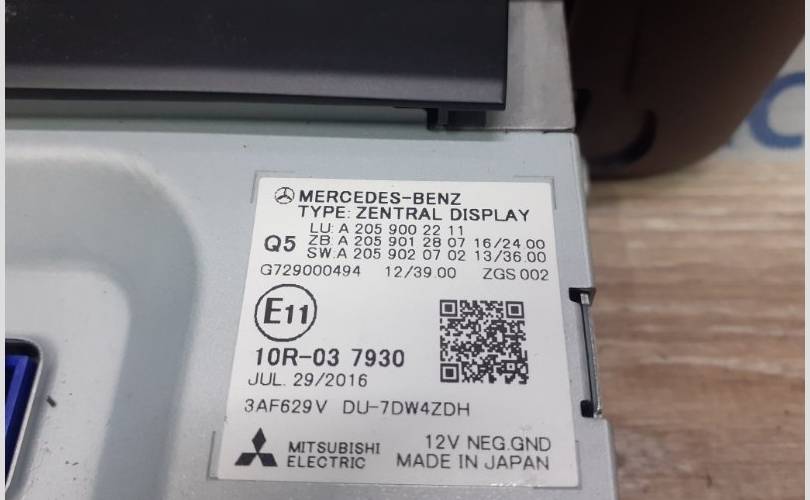 MERCEDES-BENZ
TYPE: ZENTRAL DISPLAY
LU: A 205 900 22 11
Q5 ZB: A 205 901 28 07 16/24 00
SW: A 205 902 07 02 13/36 00
G729000494 12/39 00 ZGS 002
E11
10R-03 7930
JUL. 29/2016
3AF629V DU-7DW4ZDH
MITSUBISHI ELECTRIC
12V NEG.GND
MADE IN JAPAN